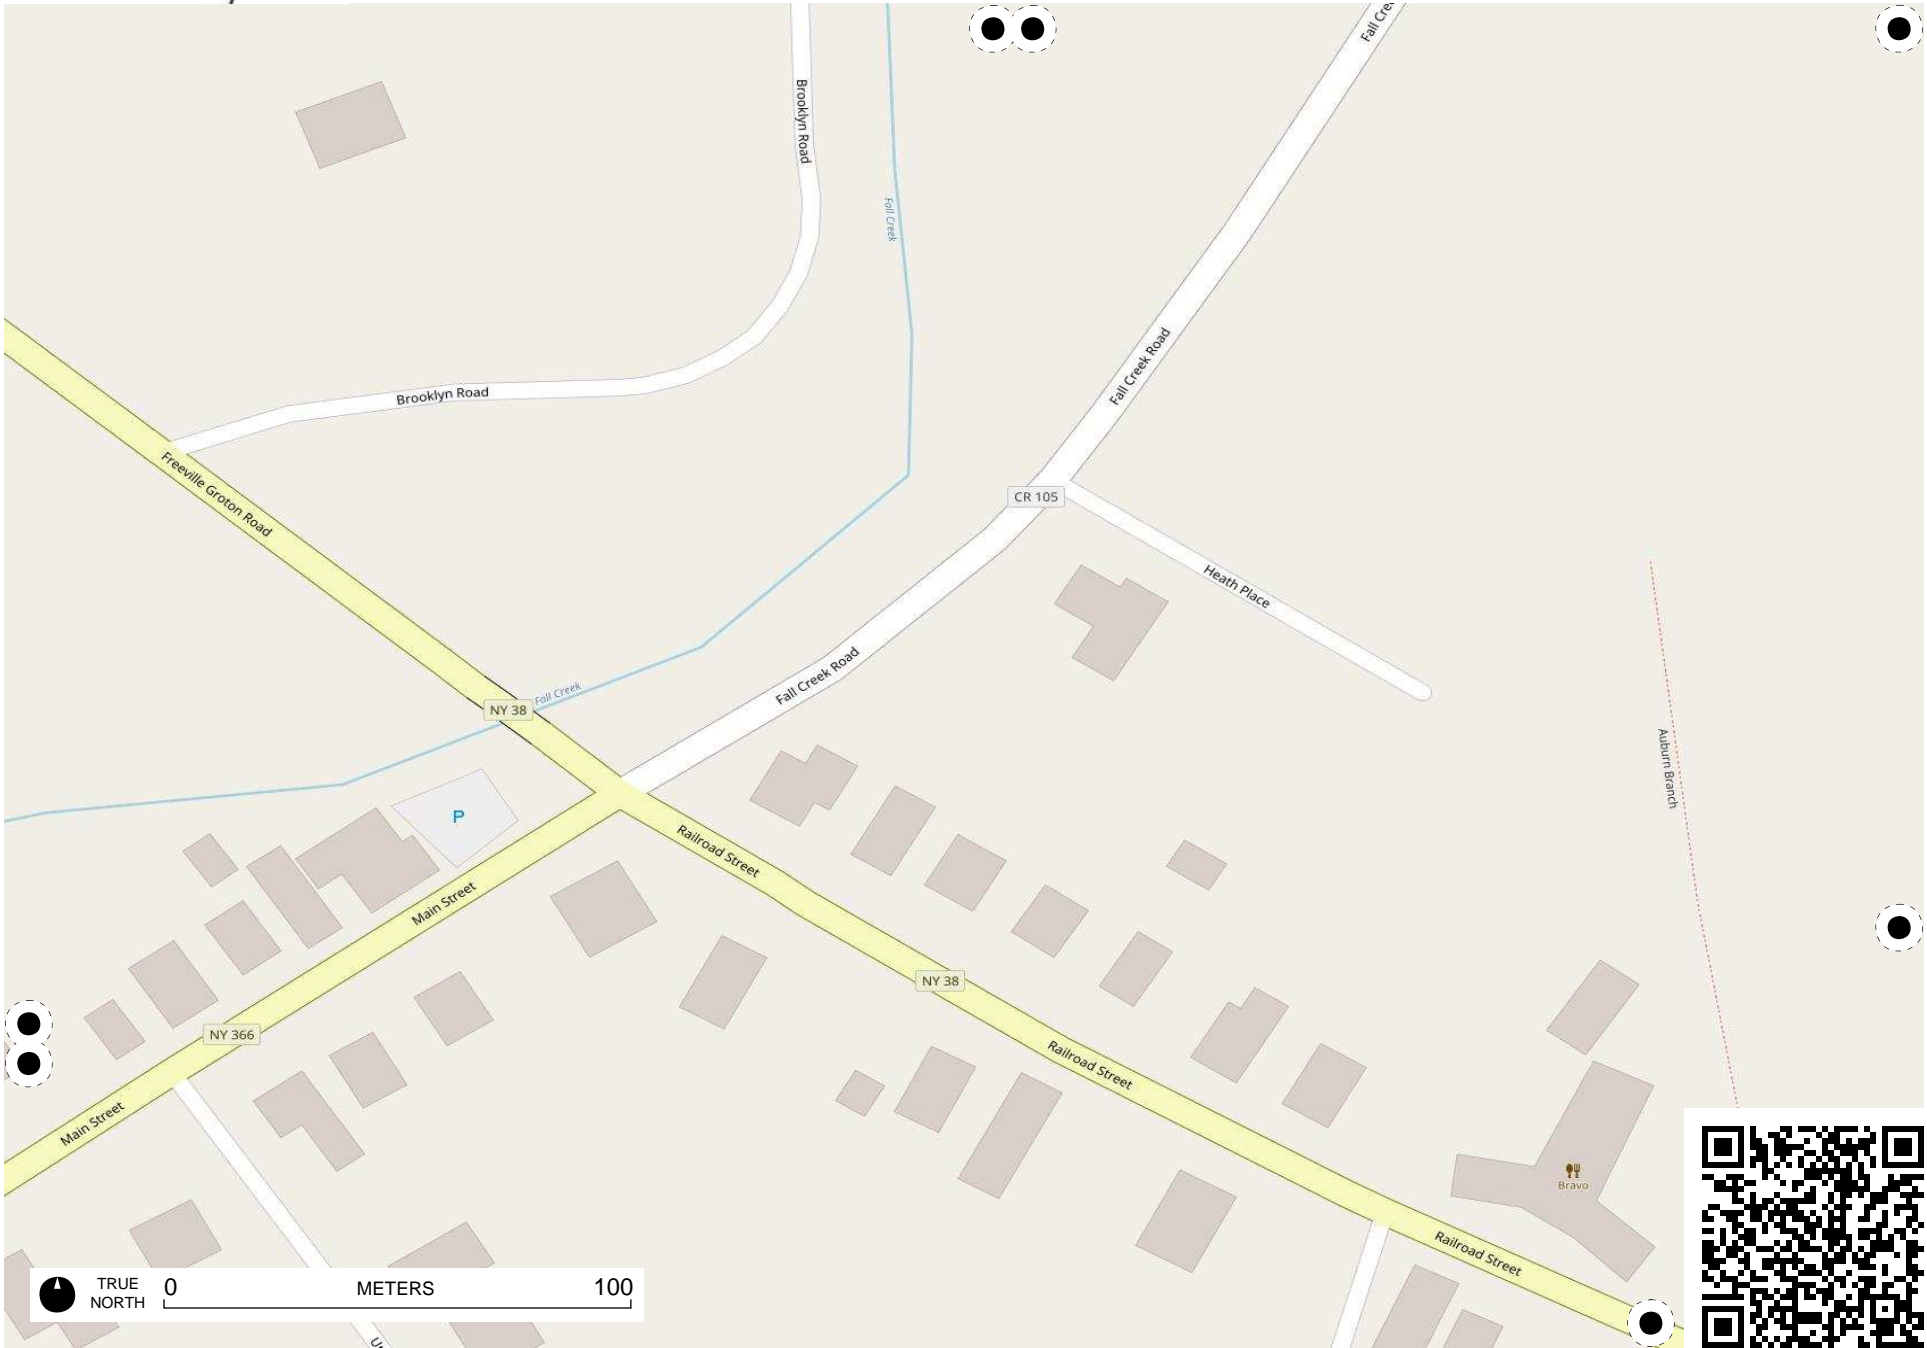 Fall Cre
Brooklyn Road
Fall Creek
Fall Creek Road
Brooklyn Road
Freeville Groton Road
CR 105
Heath Place
Fall Creek Road
Fall Creek
NY 38
Auburn Branch
P
Railroad Street
Main Street
NY 38
NY 366
Railroad Street
Main Street
Bravo
Railroad Street
TRUE
NORTH
0 METERS 100